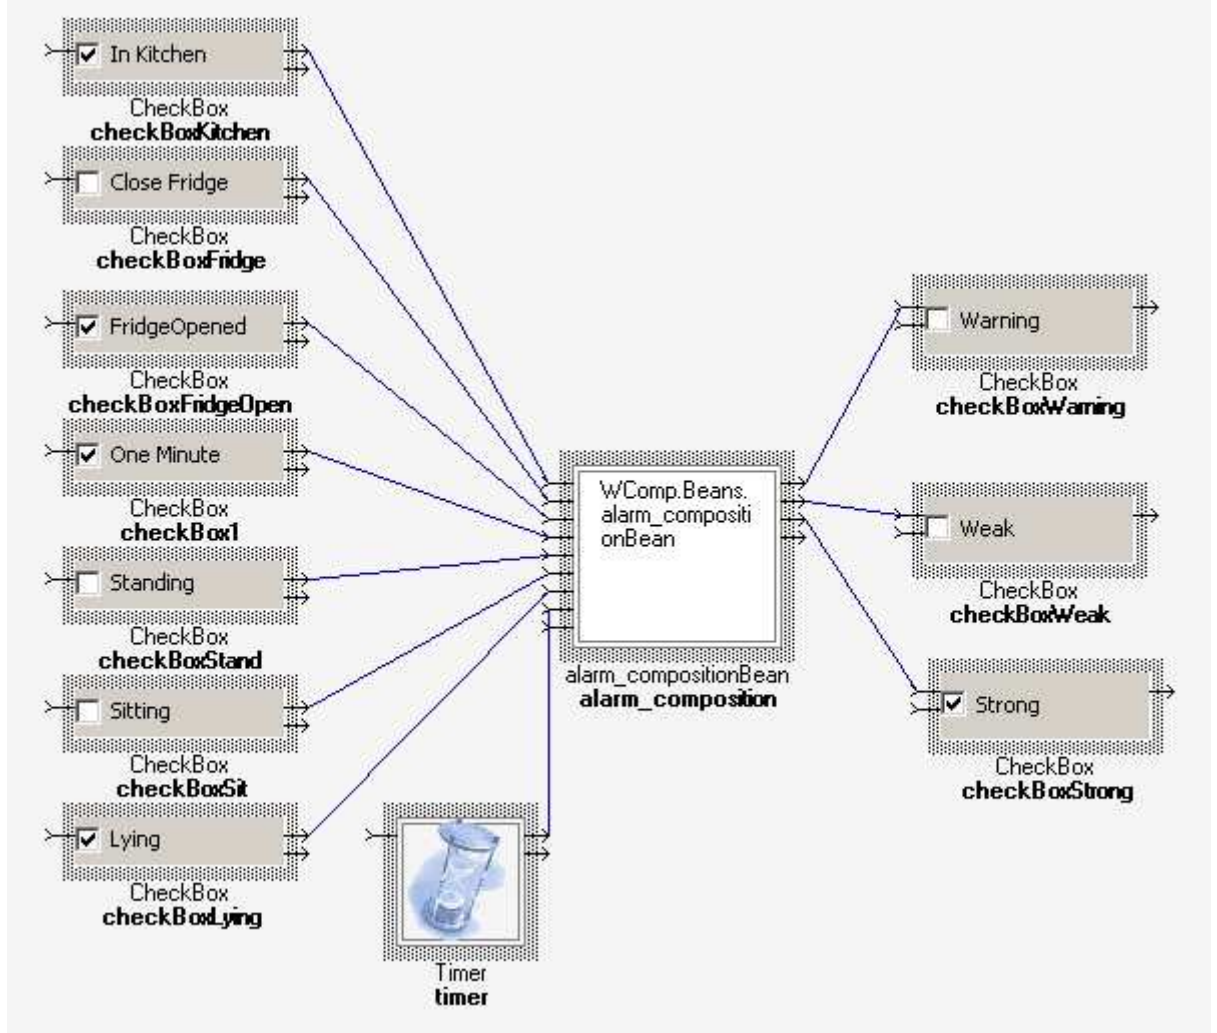 In Kitchen
CheckBox
checkBoxKitchen
Close Fridge
CheckBox
checkBoxFridge
FridgeOpened
CheckBox
checkBoxFridgeOpen
One Minute
CheckBox
checkBox1
Standing
CheckBox
checkBoxStand
Sitting
CheckBox
checkBoxSit
Lying
CheckBox
checkBoxLying
Timer
timer
WComp.Beans.
alarm_compositi
onBean
alarm_compositionBean
alarm_composition
Warning
CheckBox
checkBoxWarning
Weak
CheckBox
checkBoxWeak
Strong
CheckBox
checkBoxStrong